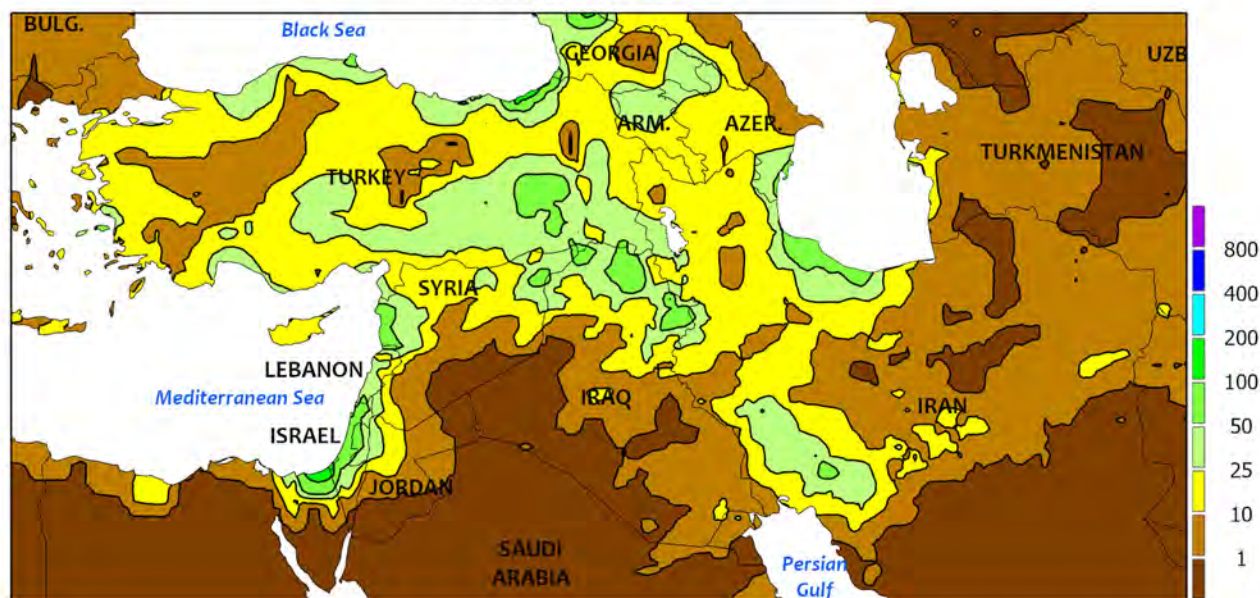 BULG.
Black Sea
GEORGIA
UZB
ARM.
AZER.
TURKMENISTAN
TURKEY
SYRIA
LEBANON
Mediterranean Sea
IRAQ
IRAN
ISRAEL
JORDAN
SAUDI
ARABIA
Persian
Gulf
800
400
200
100
50
25
10
1